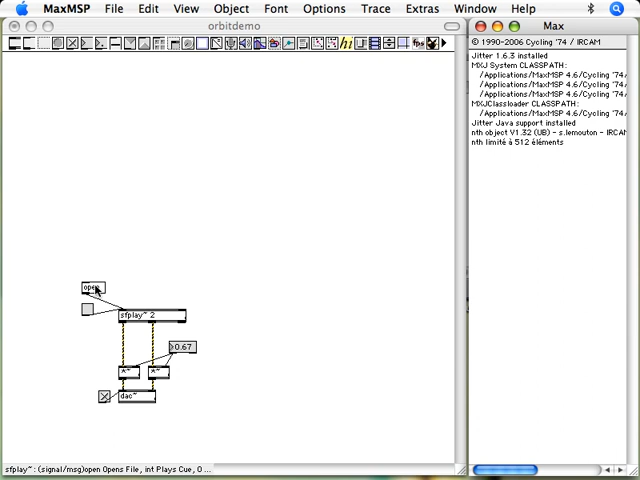 MaxMSP File Edit View Object Font Options Trace Extras Window Help
orbitdemo
hi
fps
open
sfplay~ 2
0.67
*~ *~
dac~
sfplay~: (signal/msg)open Opens File, int Plays Cue, 0 ...
Max
© 1990-2006 Cycling '74 / IRCAM
Jitter 1.6.3 installed
MXJ System CLASSPATH:
/Applications/MaxMSP 4.6/Cycling '74/
/Applications/MaxMSP 4.6/Cycling '74/
/Applications/MaxMSP 4.6/Cycling '74/
MXJClassloader CLASSPATH:
/Applications/MaxMSP 4.6/Cycling '74/
Jitter Java support installed
nth object V1.32 (UB) - s.lemouton - IRCAM
nth limité à 512 éléments